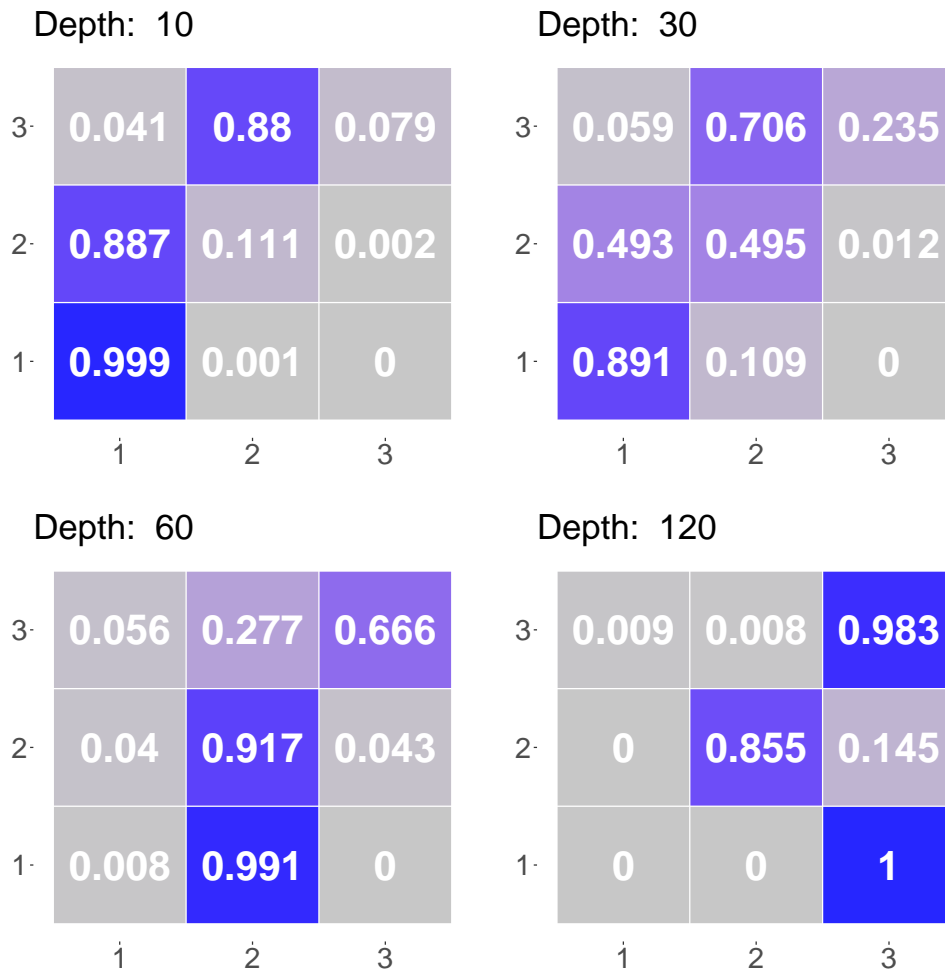 Depth: 10
3 0.041 0.88 0.079
2 0.887 0.111 0.002
1 0.999 0.001 0
1 2 3
Depth: 30
3 0.059 0.706 0.235
2 0.493 0.495 0.012
1 0.891 0.109 0
1 2 3
Depth: 60
3 0.056 0.277 0.666
2 0.04 0.917 0.043
1 0.008 0.991 0
1 2 3
Depth: 120
3 0.009 0.008 0.983
2 0 0.855 0.145
1 0 0 1
1 2 3